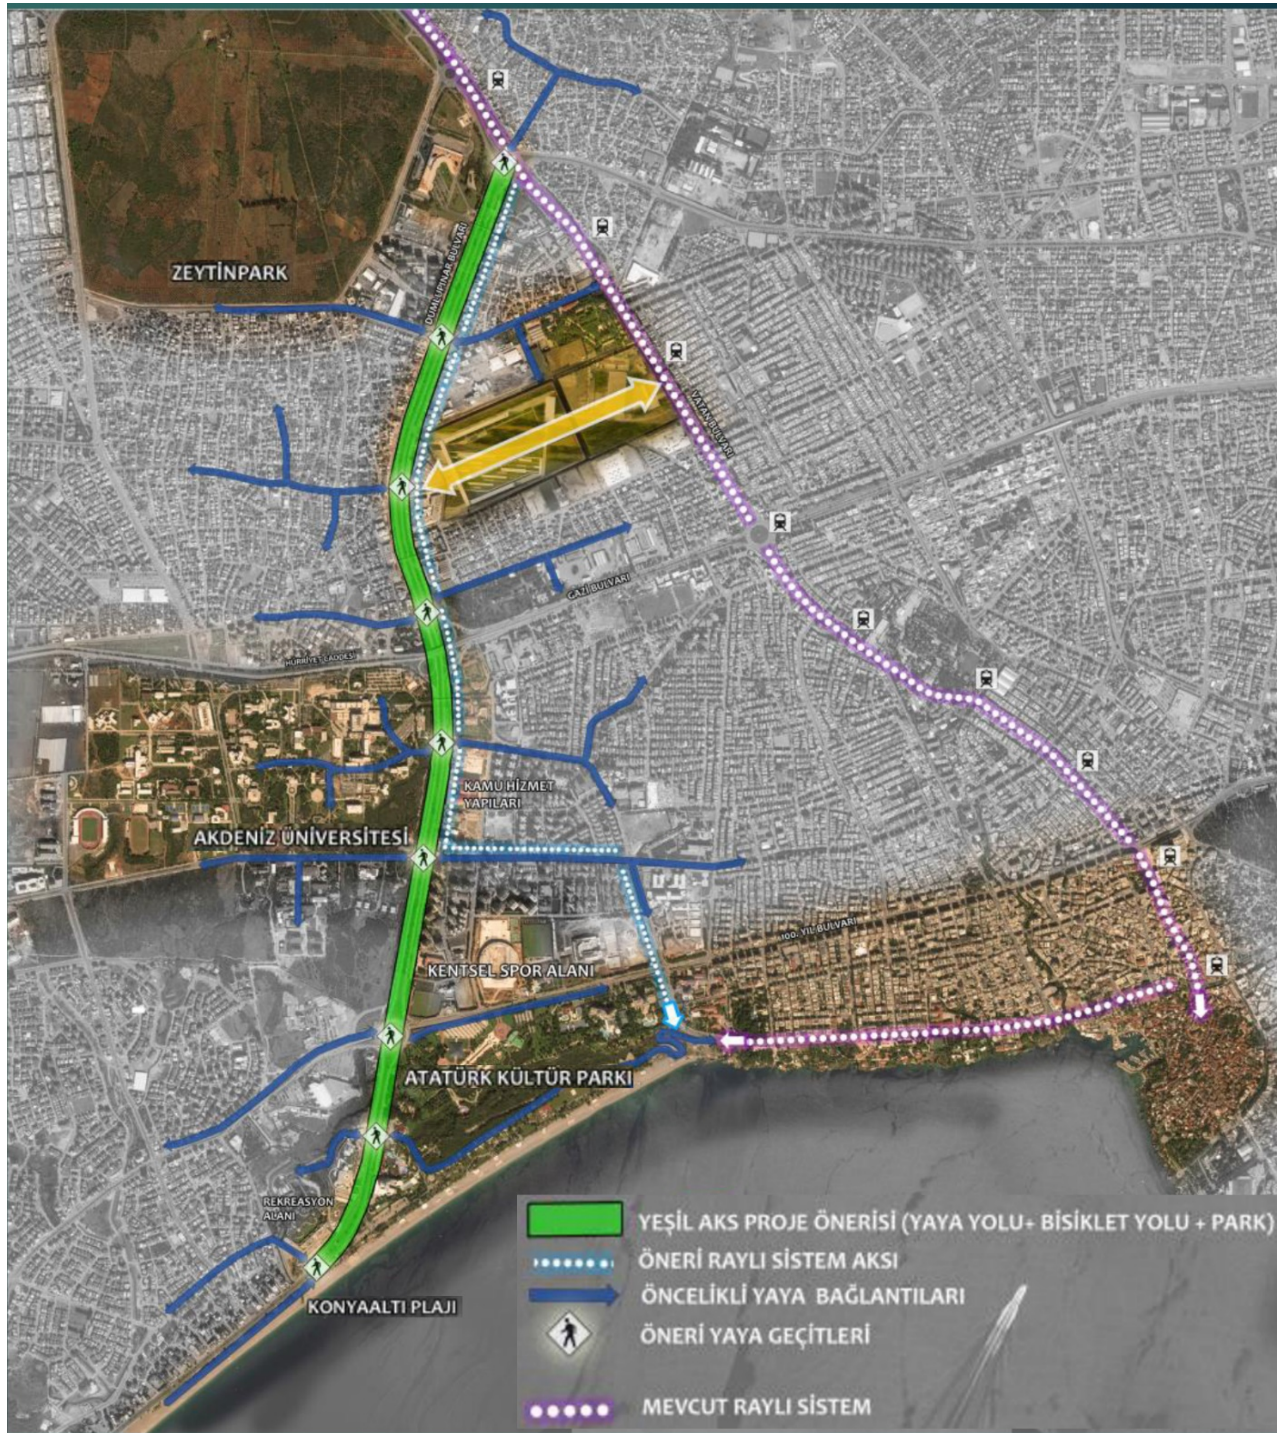 ZEYTİNPARK
DUMLUPINAR BULVARI
VATAN BULVARI
GAZİ BULVARI
HÜRRİYET CADDESİ
KAMU HİZMET
YAPILARI
AKDENİZ ÜNİVERSİTESİ
100. YIL BULVARI
KENTSEL SPOR ALANI
ATATÜRK KÜLTÜR PARKI
REKREASYON
ALANI
KONYAALTI PLAJI
YEŞİL AKS PROJE ÖNERİSİ (YAYA YOLU+ BİSİKLET YOLU + PARK)
ÖNERİ RAYLI SİSTEM AKSI
ÖNCELİKLİ YAYA BAĞLANTILARI
ÖNERİ YAYA GEÇİTLERİ
MEVCUT RAYLI SİSTEM